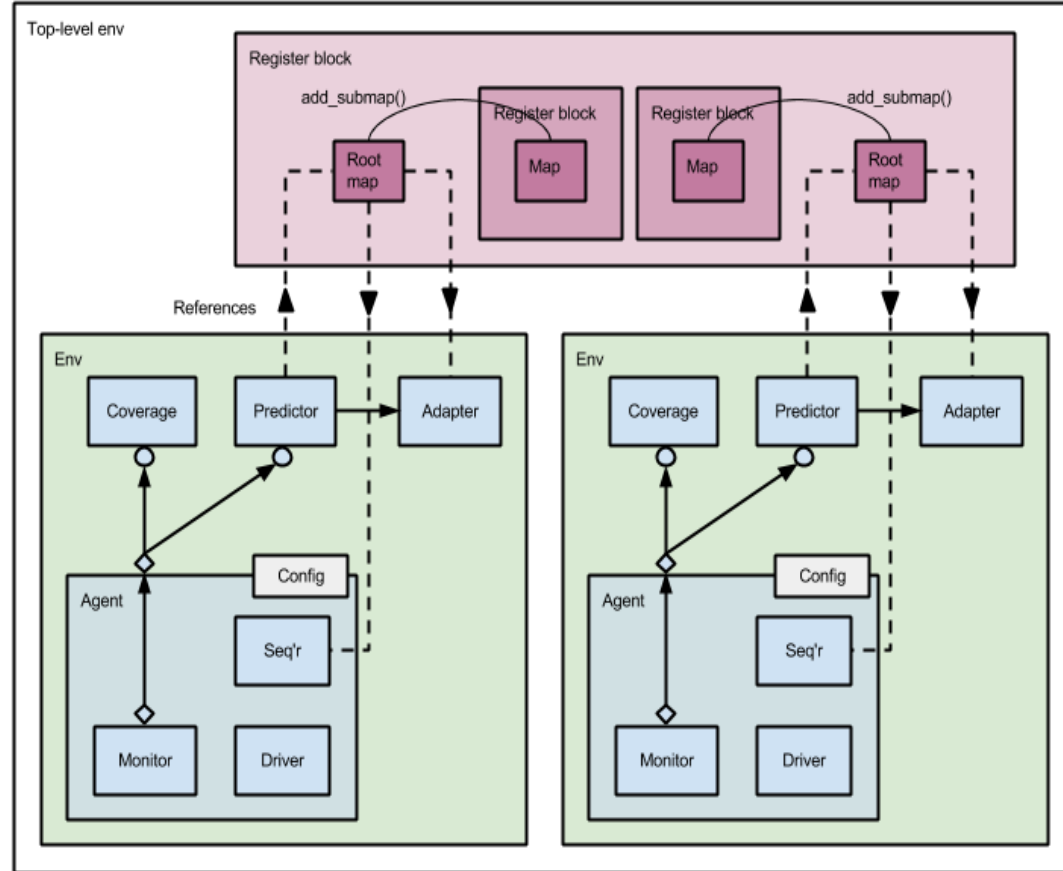 Top-level env
Register block
add_submap()
add_submap()
Register block
Register block
Root
map
Map
Map
Root
map
References
Env
Env
Coverage
Predictor
Adapter
Coverage
Predictor
Adapter
Config
Config
Agent
Agent
Seq'r
Seq'r
Monitor
Driver
Monitor
Driver